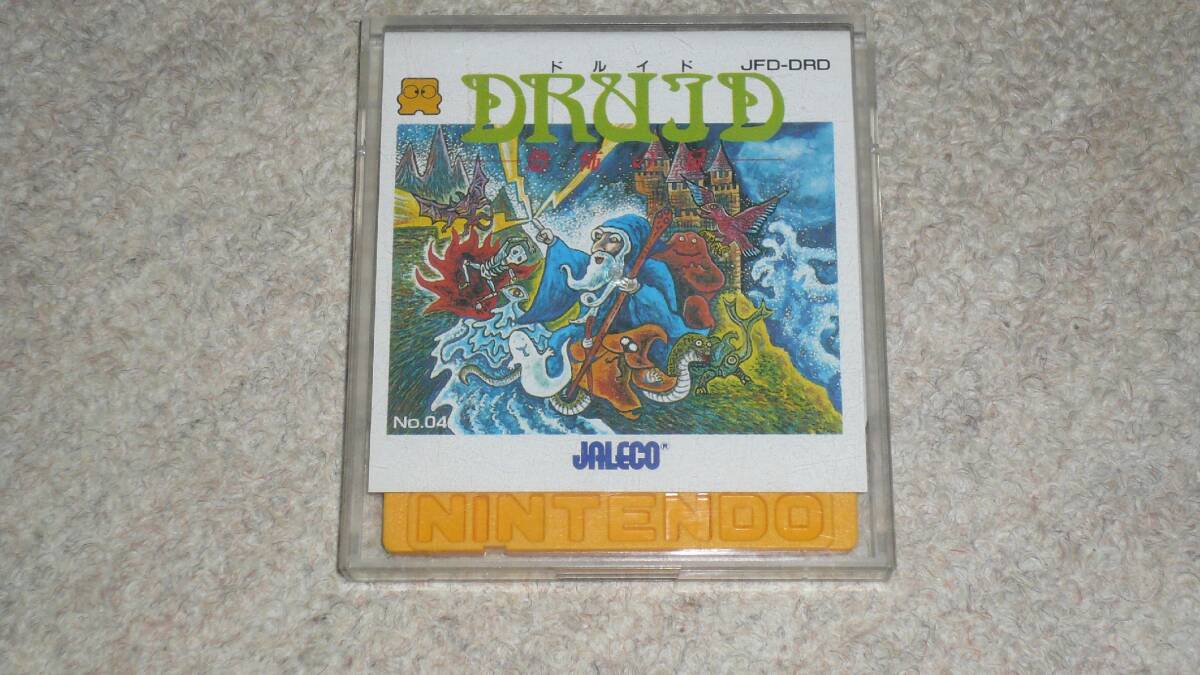 ドルイド
JFD-DRD
DRUID
No.04
JALECO®
NINTENDO